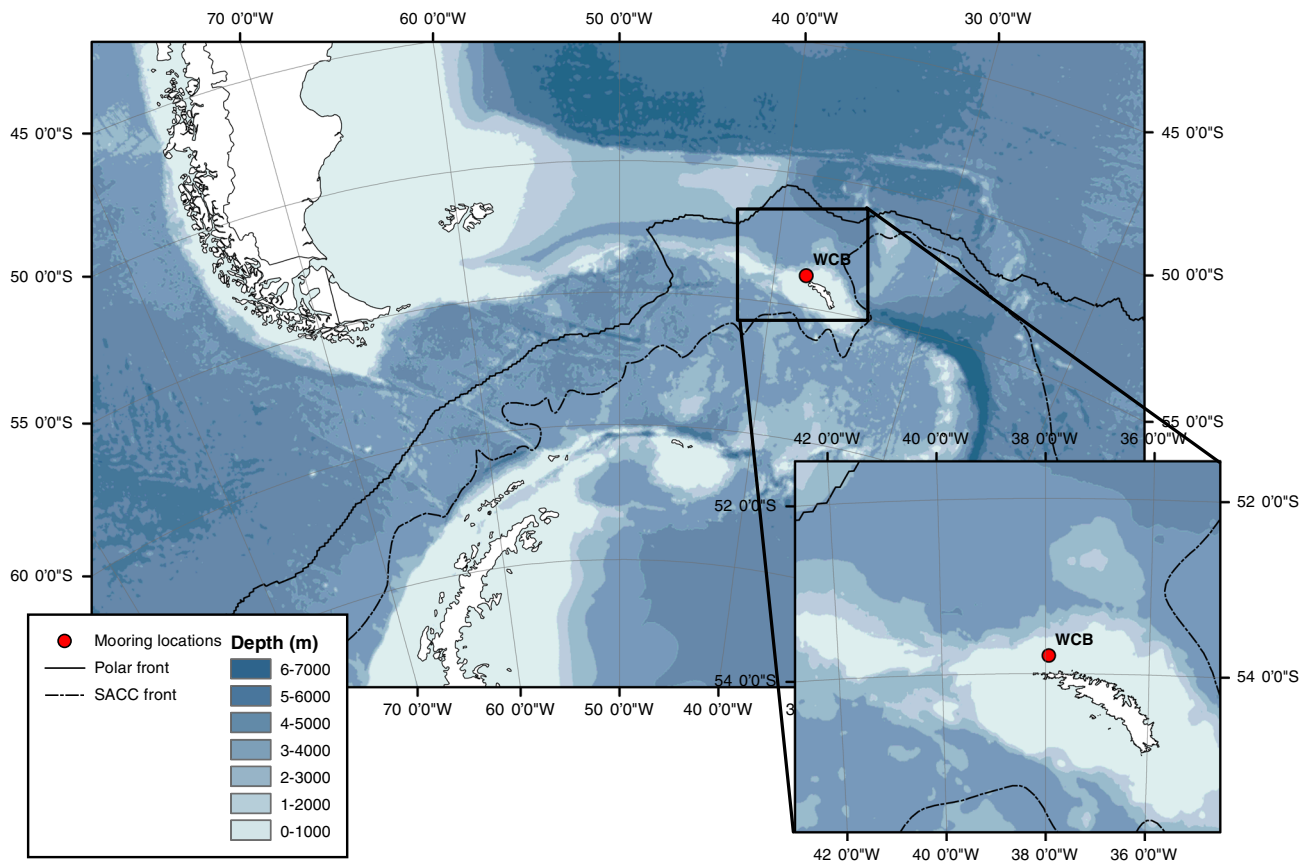 70 0'0"W 60 0'0"W 50 0'0"W 40 0'0"W 30 0'0"W
45 0'0"S 45 0'0"S
WCB
50 0'0"S 50 0'0"S
55 0'0"S 55 0'0"S
42 0'0"W 40 0'0"W 38 0'0"W 36 0'0"W
52 0'0"S 52 0'0"S
60 0'0"S
WCB
54 0'0"S 54 0'0"S
70 0'0"W 60 0'0"W 50 0'0"W 40 0'0"W
42 0'0"W 40 0'0"W 38 0'0"W 36 0'0"W
Mooring locations
Polar front
SACC front
Depth (m)
6-7000
5-6000
4-5000
3-4000
2-3000
1-2000
0-1000